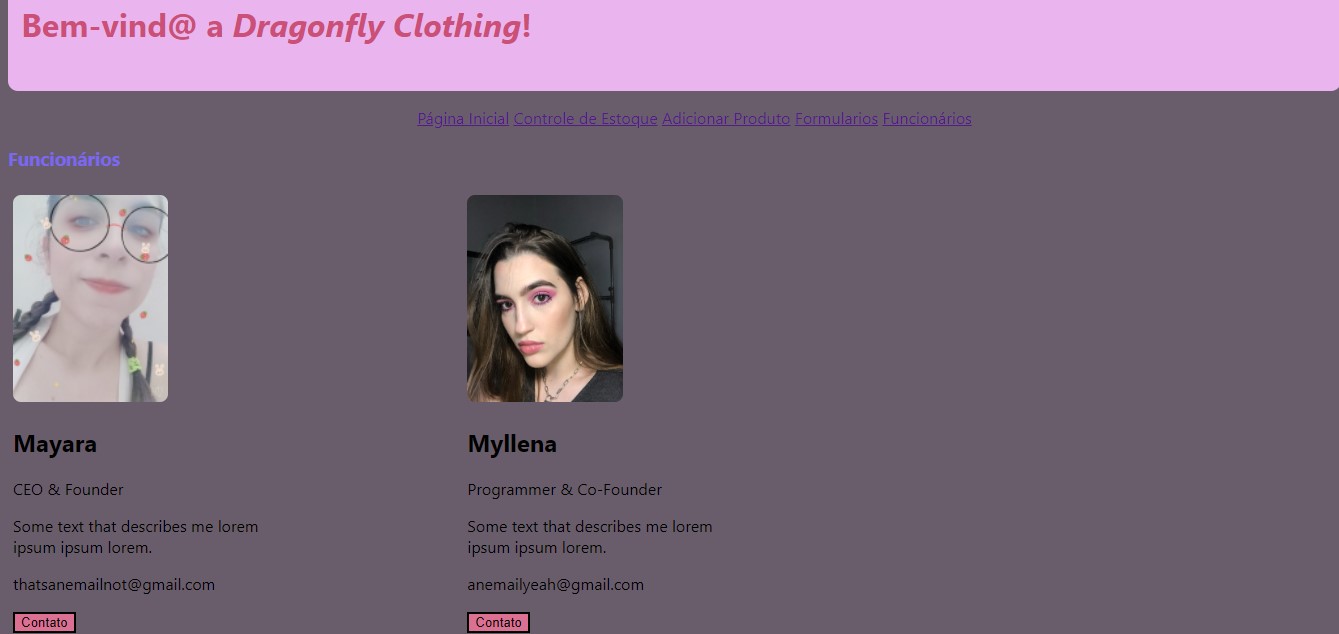 Bem-vind@ a Dragonfly Clothing!
Página Inicial Controle de Estoque Adicionar Produto Formularios Funcionários
Funcionários
Mayara
CEO & Founder
Some text that describes me lorem
ipsum ipsum lorem.
thatsanemailnot@gmail.com
Contato
Myllena
Programmer & Co-Founder
Some text that describes me lorem
ipsum ipsum lorem.
anemailyeah@gmail.com
Contato